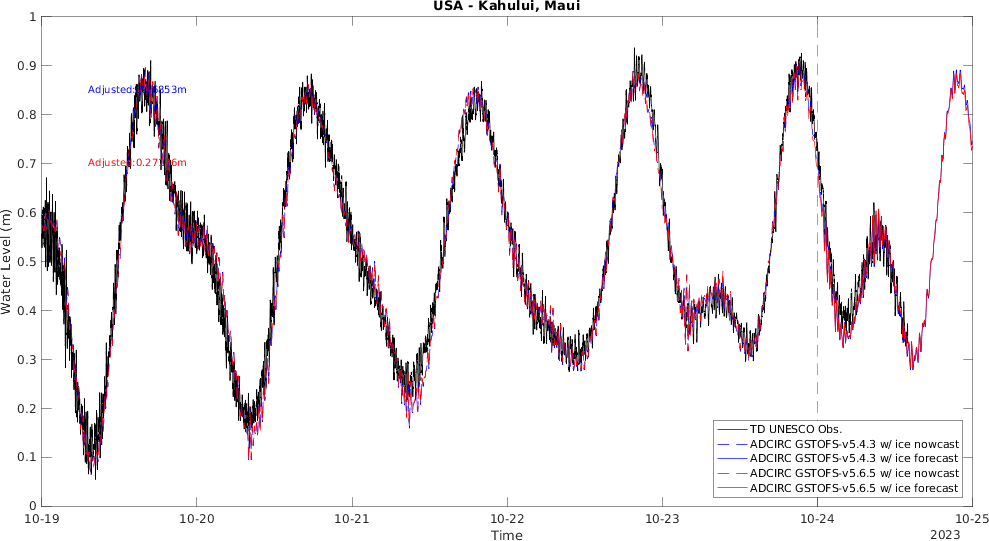 USA - Kahului, Maui
1
0.9
0.8
0.7
0.6
0.5
0.4
0.3
0.2
0.1
0
Water Level (m)
10-19
10-20
10-21
10-22
10-23
10-24
10-25
Time
2023
TD UNESCO Obs.
ADCIRC GSTOFS-v5.4.3 w/ ice nowcast
ADCIRC GSTOFS-v5.4.3 w/ ice forecast
ADCIRC GSTOFS-v5.6.5 w/ ice nowcast
ADCIRC GSTOFS-v5.6.5 w/ ice forecast